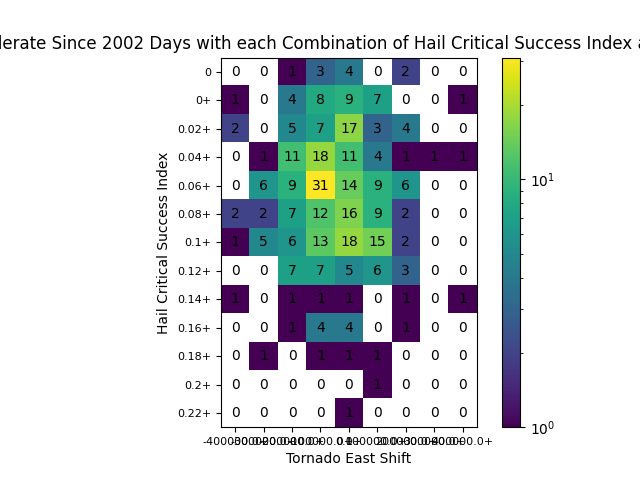 Since 2002 Days with each Combination of Hail Critical Success Index
0 0 0 1 3 4 0 2 0 0
0+ 1 0 4 8 9 7 0 0 1
0.02+ 2 0 5 7 17 3 4 0 0
0.04+ 0 1 11 18 11 4 1 1 1
0.06+ 0 6 9 31 14 9 6 0 0
0.08+ 2 2 7 12 16 9 2 0 0
0.1+ 1 5 6 13 18 15 2 0 0
0.12+ 0 0 7 7 5 6 3 0 0
0.14+ 1 0 1 1 1 0 1 0 1
0.16+ 0 0 1 4 4 0 1 0 0
0.18+ 0 1 0 1 1 1 0 0 0
0.2+ 0 0 0 0 0 1 0 0 0
0.22+ 0 0 0 0 1 0 0 0 0
Tornado East Shift
Hail Critical Success Index
10¹
10⁰